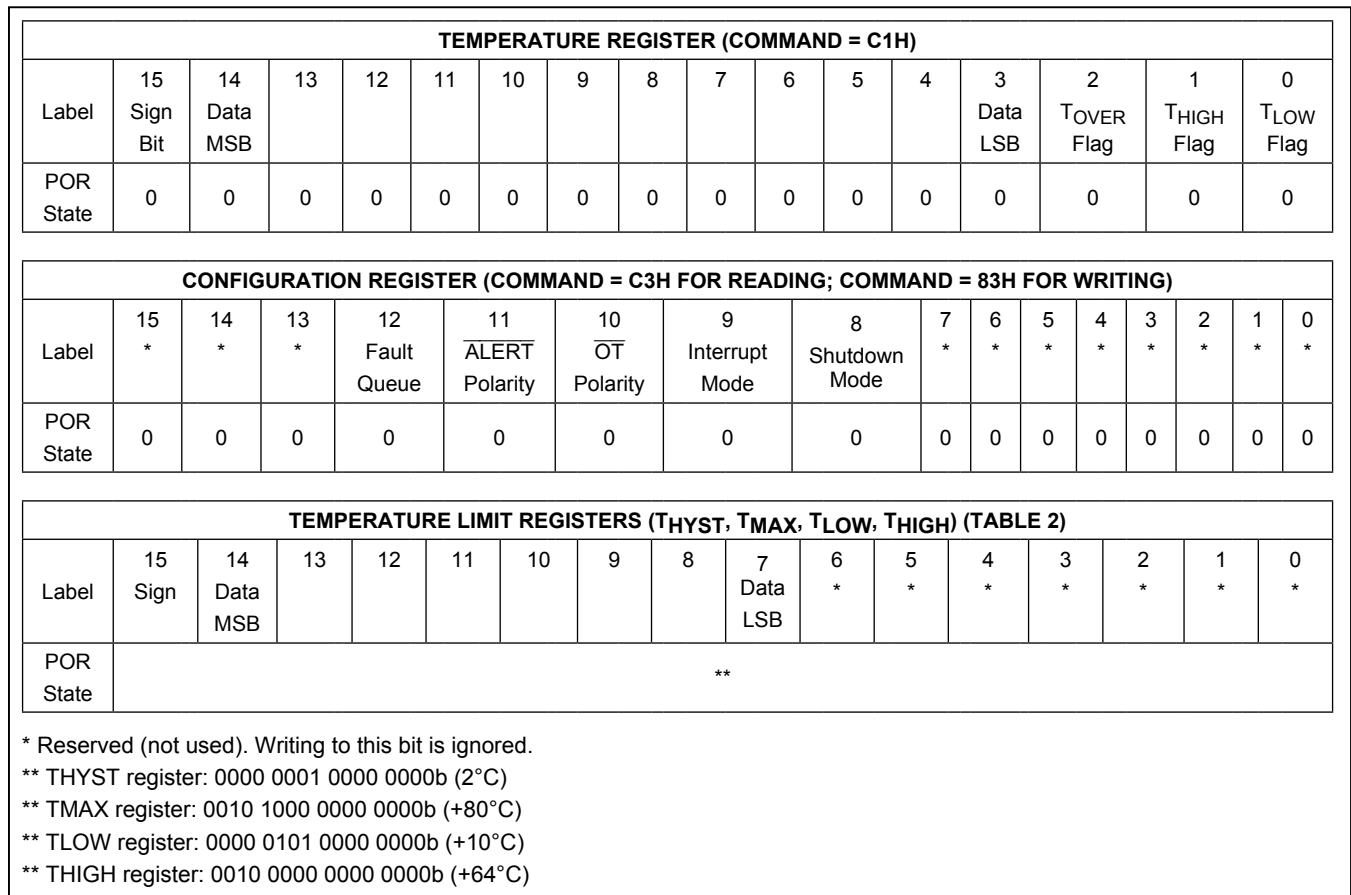 TEMPERATURE REGISTER (COMMAND = C1H)
Label 15 Sign Bit 14 Data MSB 13 12 11 10 9 8 7 6 5 4 3 Data LSB 2 TOVER Flag 1 THIGH Flag 0 TLOW Flag
POR State 0 0 0 0 0 0 0 0 0 0 0 0 0 0 0 0
CONFIGURATION REGISTER (COMMAND = C3H FOR READING; COMMAND = 83H FOR WRITING)
Label 15 * 14 * 13 * 12 Fault Queue 11 ALERT Polarity 10 OT Polarity 9 Interrupt Mode 8 Shutdown Mode 7 * 6 * 5 * 4 * 3 * 2 * 1 * 0 *
POR State 0 0 0 0 0 0 0 0 0 0 0 0 0 0 0 0
TEMPERATURE LIMIT REGISTERS (THYST, TMAX, TLOW, THIGH) (TABLE 2)
Label 15 Sign 14 Data MSB 13 12 11 10 9 8 7 Data LSB 6 * 5 * 4 * 3 * 2 * 1 * 0 *
POR State **
* Reserved (not used). Writing to this bit is ignored.
** THYST register: 0000 0001 0000 0000b (2°C)
** TMAX register: 0010 1000 0000 0000b (+80°C)
** TLOW register: 0000 0101 0000 0000b (+10°C)
** THIGH register: 0010 0000 0000 0000b (+64°C)